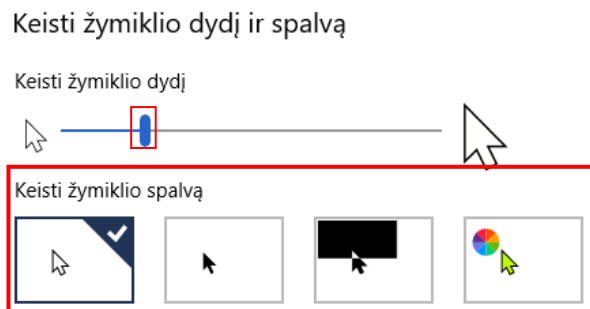 Keisti žymiklio dydį ir spalvą
Keisti žymiklio dydį
Keisti žymiklio spalvą